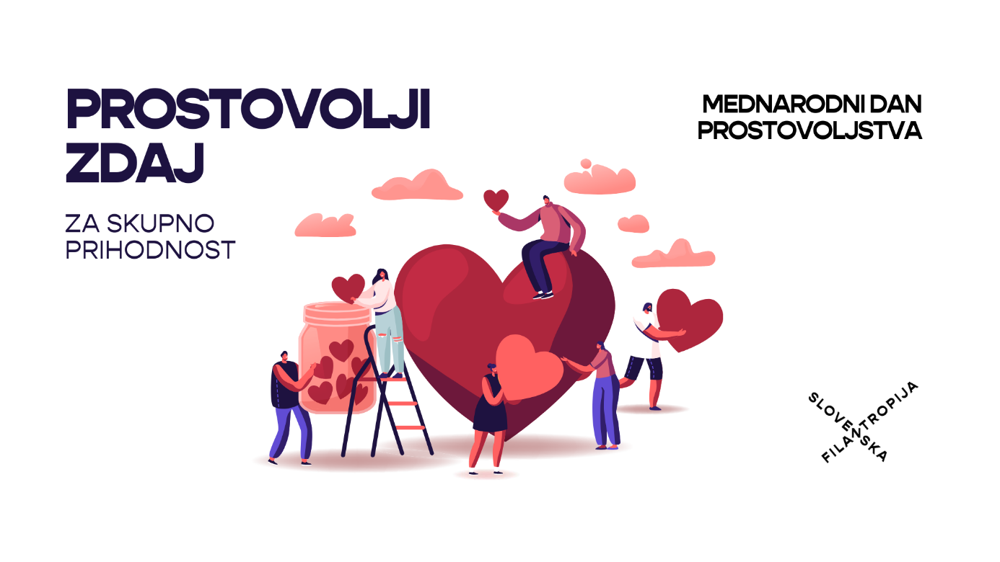 PROSTOVOLJI
ZDAJ
ZA SKUPNO
PRIHODNOST
MEDNARODNI DAN
PROSTOVOLJSTVA
SLOVENSKA
FILANTROPIJA